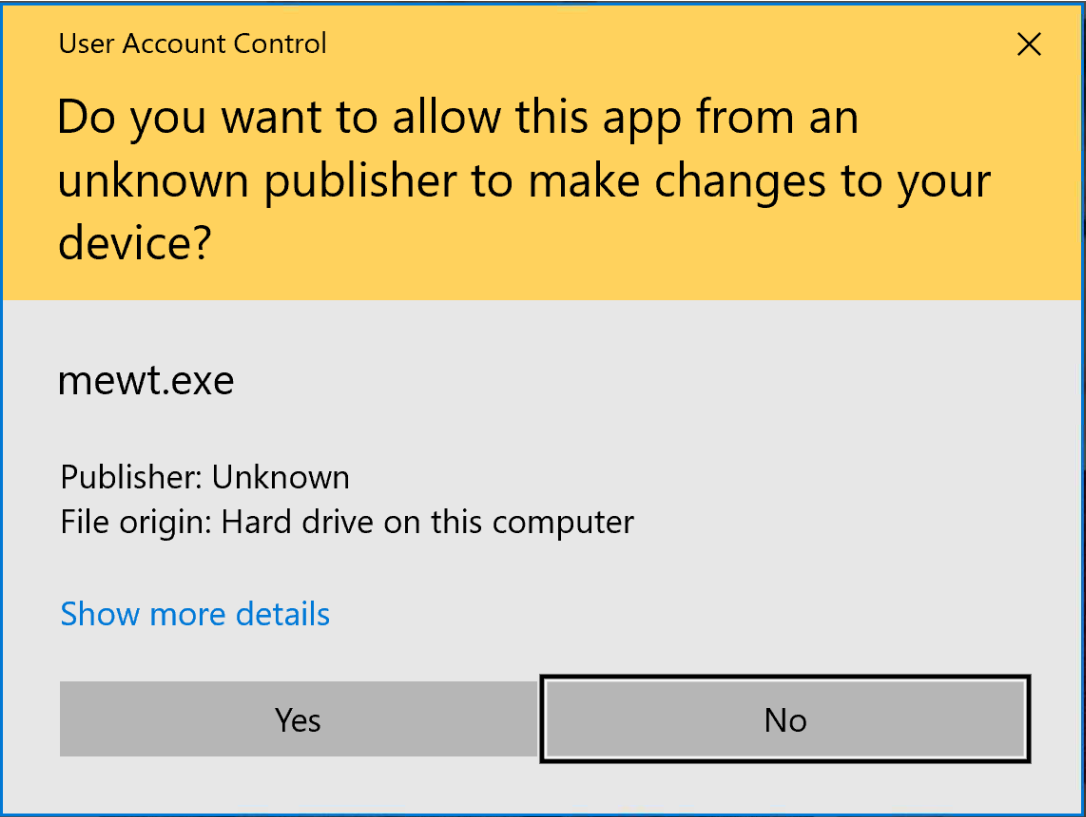 User Account Control
Do you want to allow this app from an
unknown publisher to make changes to your
device?
mewt.exe
Publisher: Unknown
File origin: Hard drive on this computer
Show more details
Yes
No